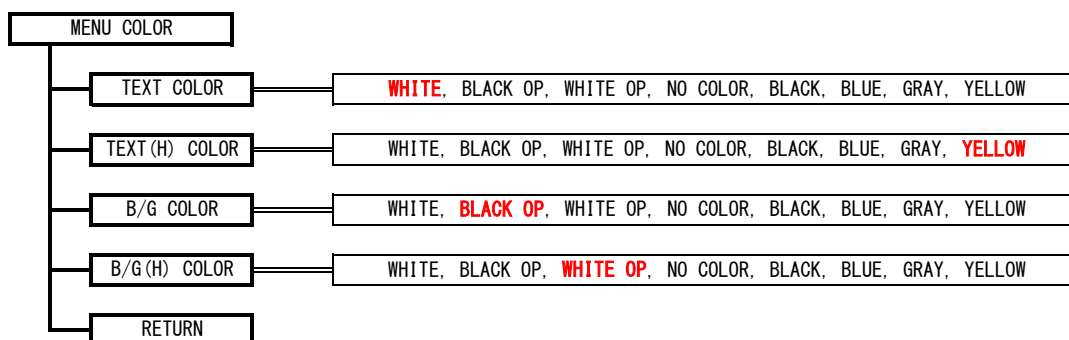 MENU COLOR
TEXT COLOR WHITE, BLACK OP, WHITE OP, NO COLOR, BLACK, BLUE, GRAY, YELLOW
TEXT(H) COLOR WHITE, BLACK OP, WHITE OP, NO COLOR, BLACK, BLUE, GRAY, YELLOW
B/G COLOR WHITE, BLACK OP, WHITE OP, NO COLOR, BLACK, BLUE, GRAY, YELLOW
B/G(H) COLOR WHITE, BLACK OP, WHITE OP, NO COLOR, BLACK, BLUE, GRAY, YELLOW
RETURN